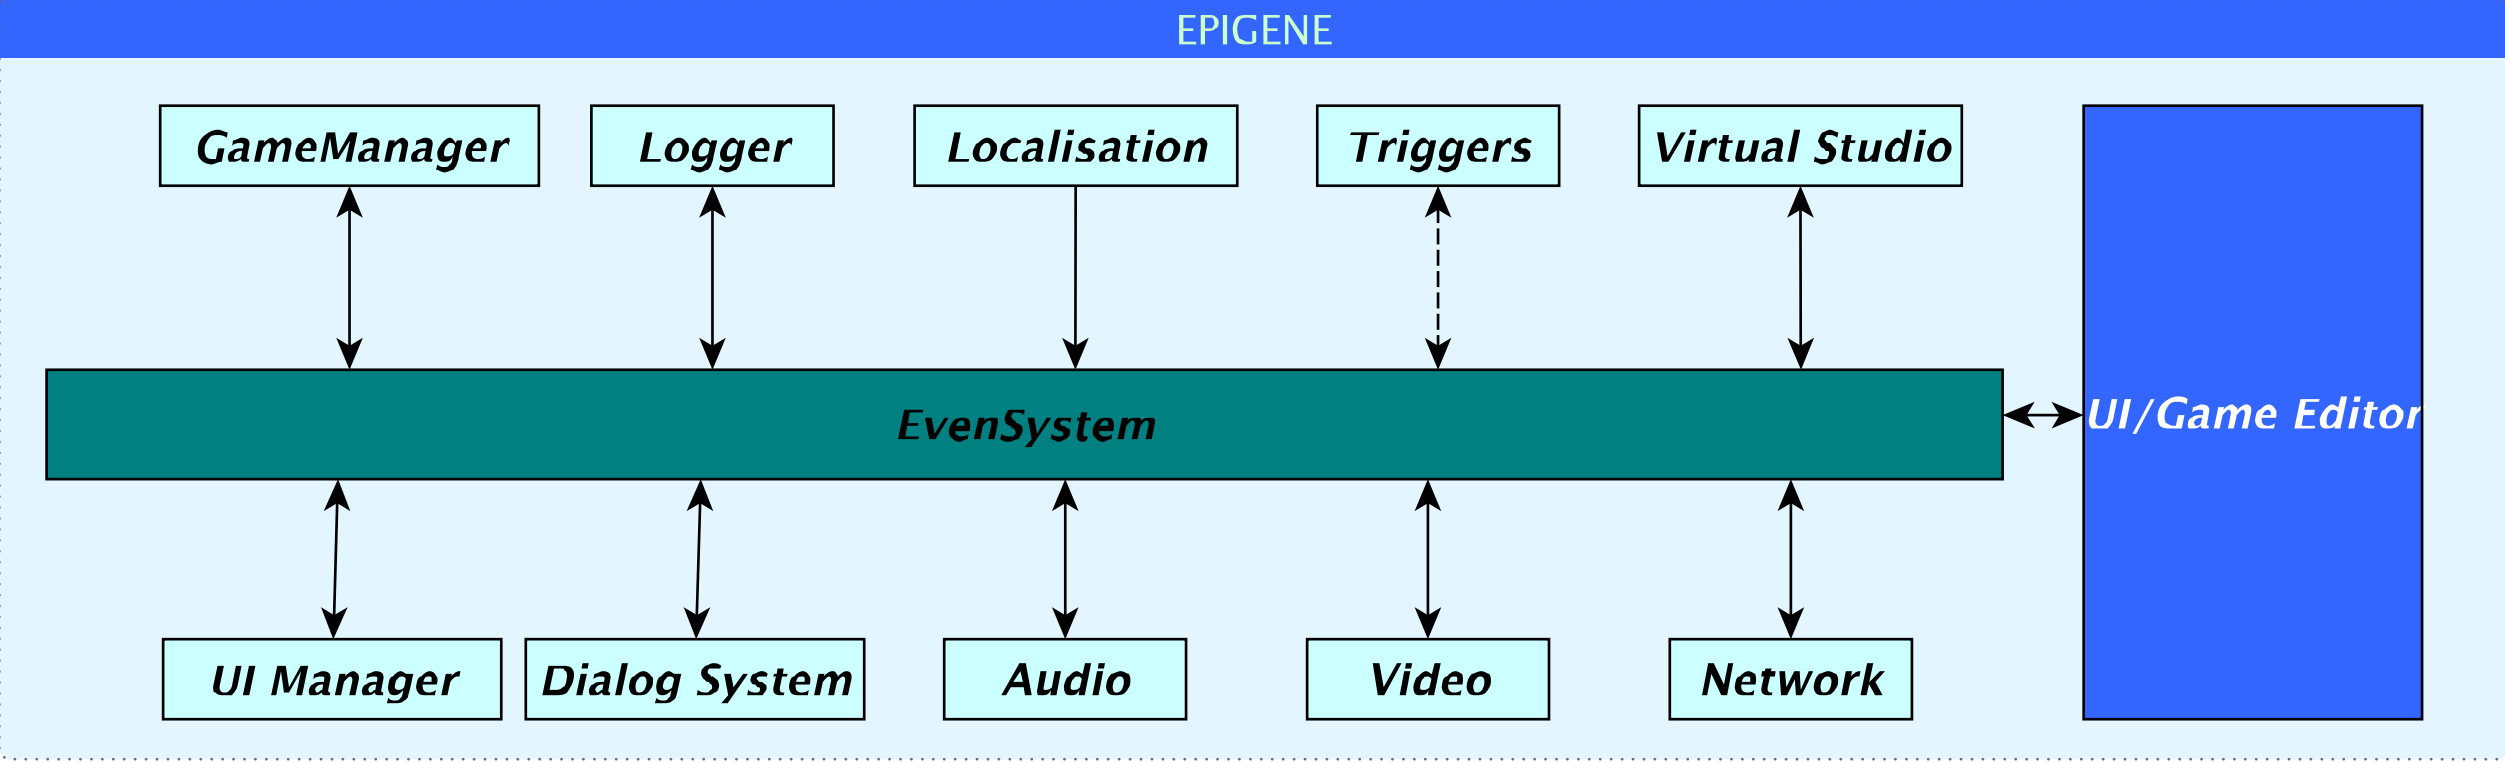 EPIGENE
GameManager
Logger
Localisation
Triggers
Virtual Studio
EvenSystem
UI/Game Editor
UI Manager
Dialog System
Audio
Video
Network